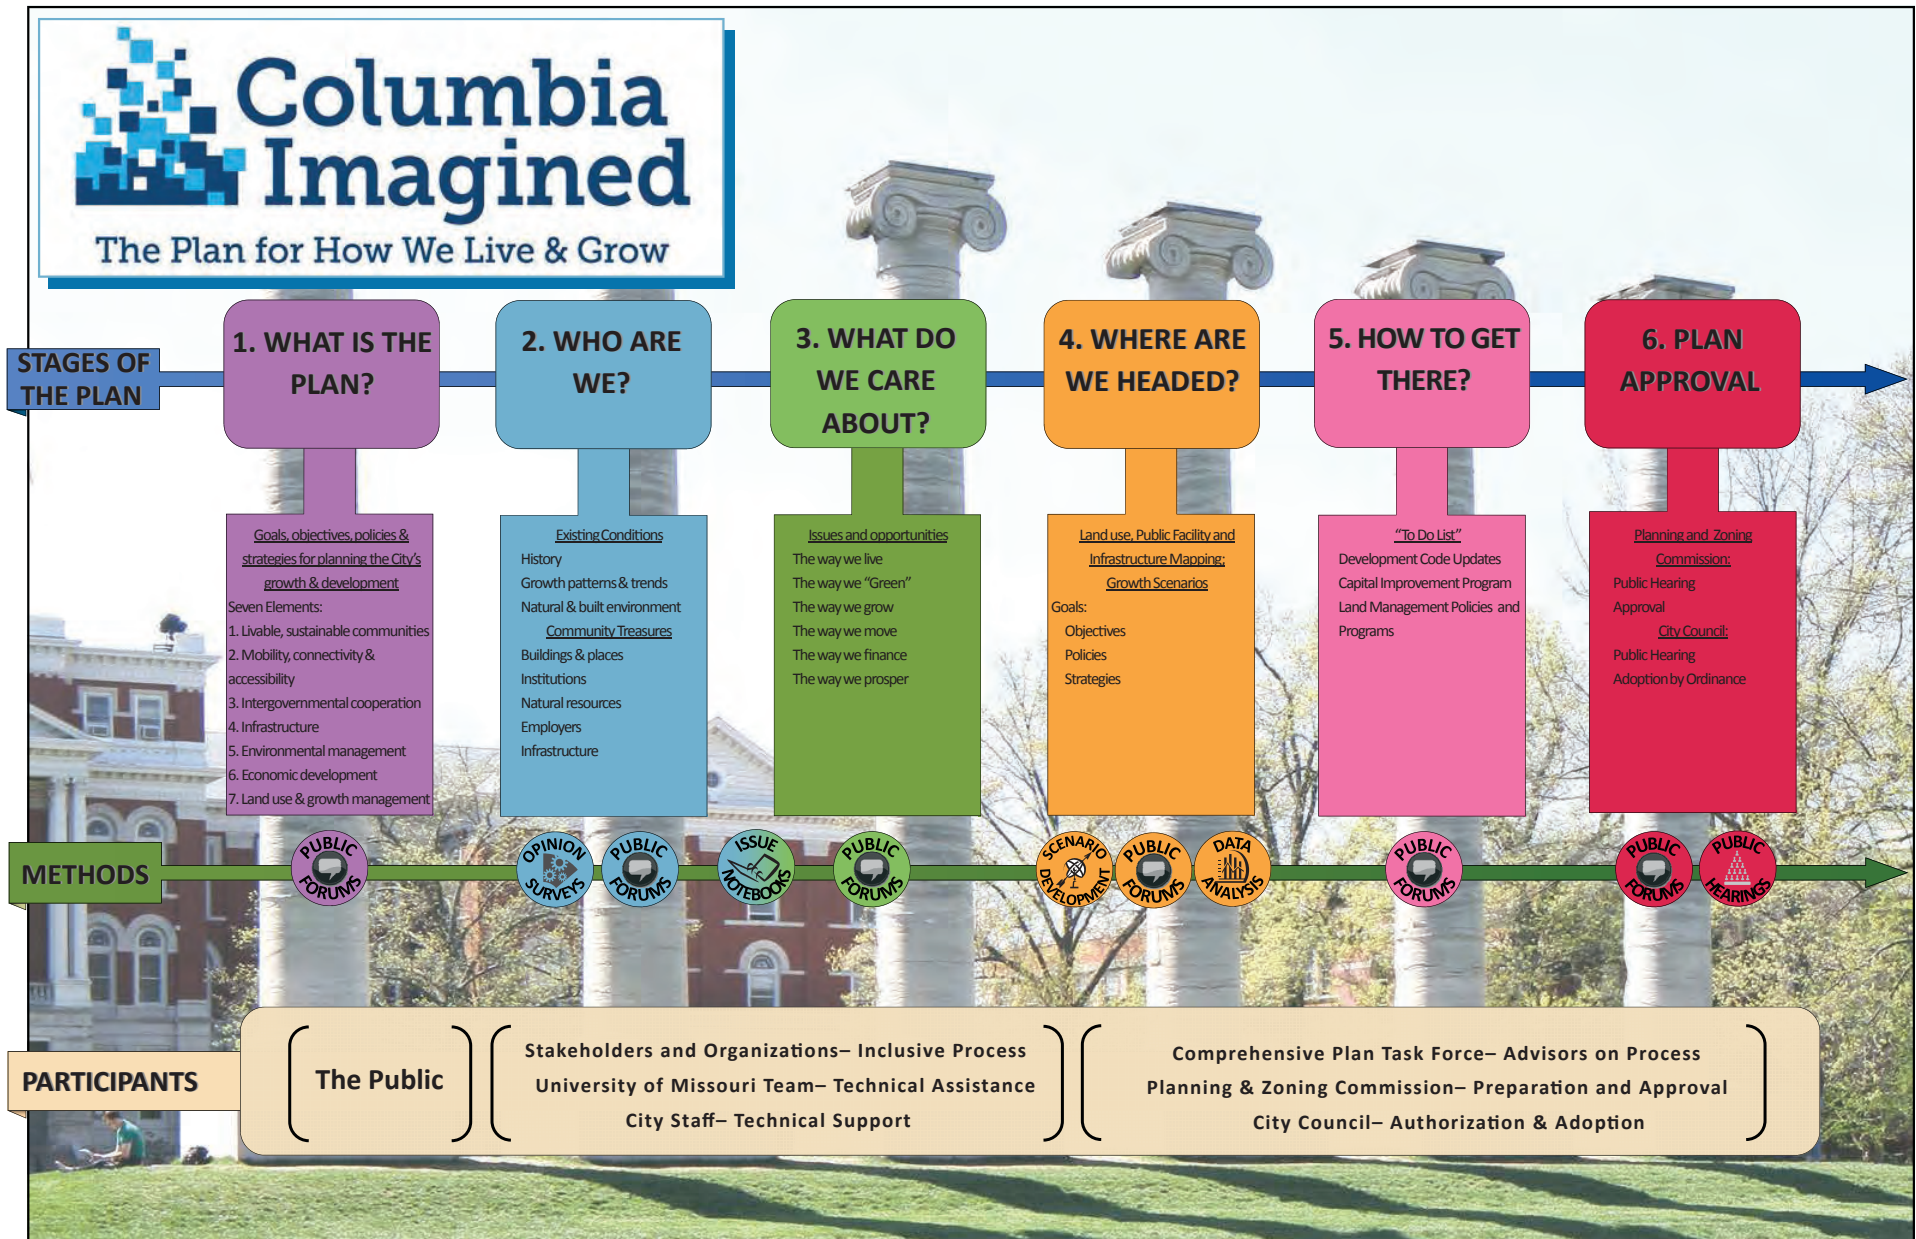 Columbia
Imagined
The Plan for How We Live & Grow
STAGES OF
THE PLAN
1. WHAT IS THE
PLAN?
2. WHO ARE
WE?
3. WHAT DO
WE CARE
ABOUT?
4. WHERE ARE
WE HEADED?
5. HOW TO GET
THERE?
6. PLAN
APPROVAL
Goals, objectives, policies &
strategies for planning the City's
growth & development
Seven Elements:
1. Livable, sustainable communities
2. Mobility, connectivity &
accessibility
3. Intergovernmental cooperation
4. Infrastructure
5. Environmental management
6. Economic development
7. Land use & growth management
Existing Conditions
History
Growth patterns & trends
Natural & built environment
Community Treasures
Buildings & places
Institutions
Natural resources
Employers
Infrastructure
Issues and opportunities
The way we live
The way we “Green”
The way we grow
The way we move
The way we finance
The way we prosper
Land use, Public Facility and
Infrastructure Mapping;
Growth Scenarios
Goals:
Objectives
Policies
Strategies
“To Do List”
Development Code Updates
Capital Improvement Program
Land Management Policies and
Programs
Planning and Zoning
Commission:
Public Hearing
Approval
City Council:
Public Hearing
Adoption by Ordinance
METHODS
PUBLIC
FORUMS
OPINION
SURVEYS
PUBLIC
FORUMS
ISSUE
NOTEBOOKS
PUBLIC
FORUMS
SCENARIO
DEVELOPMENT
PUBLIC
FORUMS
DATA
ANALYSIS
PUBLIC
FORUMS
PUBLIC
FORUMS
PUBLIC
HEARINGS
PARTICIPANTS
The Public
Stakeholders and Organizations– Inclusive Process
University of Missouri Team– Technical Assistance
City Staff– Technical Support
Comprehensive Plan Task Force– Advisors on Process
Planning & Zoning Commission– Preparation and Approval
City Council– Authorization & Adoption